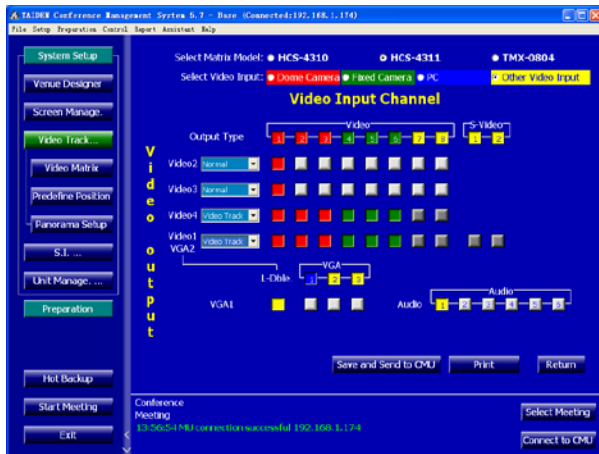 TAIDEN Conference Management System 5.7 - Base (Connected:192.168.1.174)
File Setup Preparation Control Report Assistant Help
System Setup
Venue Designer
Screen Manage.
Video Track...
Video Matrix
Predefine Position
Panorama Setup
S.I. ...
Unit Manage. ...
Preparation
Hot Backup
Start Meeting
Exit
Select Matrix Model: HCS-4310 HCS-4311 TMX-0804
Select Video Input: Dome Camera Fixed Camera PC Other Video Input
Video Input Channel
Video output
Output Type
Video
1 2 3 4 5 6 7 8
S-Video
1 2
Video2 Normal
Video3 Normal
Video4 Video Track
Video1 Video Track
VGA2
L-Dble.
VGA
1 2 3
VGA1
Audio
Audio
1 2 3 4 5 6
Save and Send to CMU Print Return
Conference
Meeting
13:56:54 MU connection successful 192.168.1.174
Select Meeting
Connect to CMU